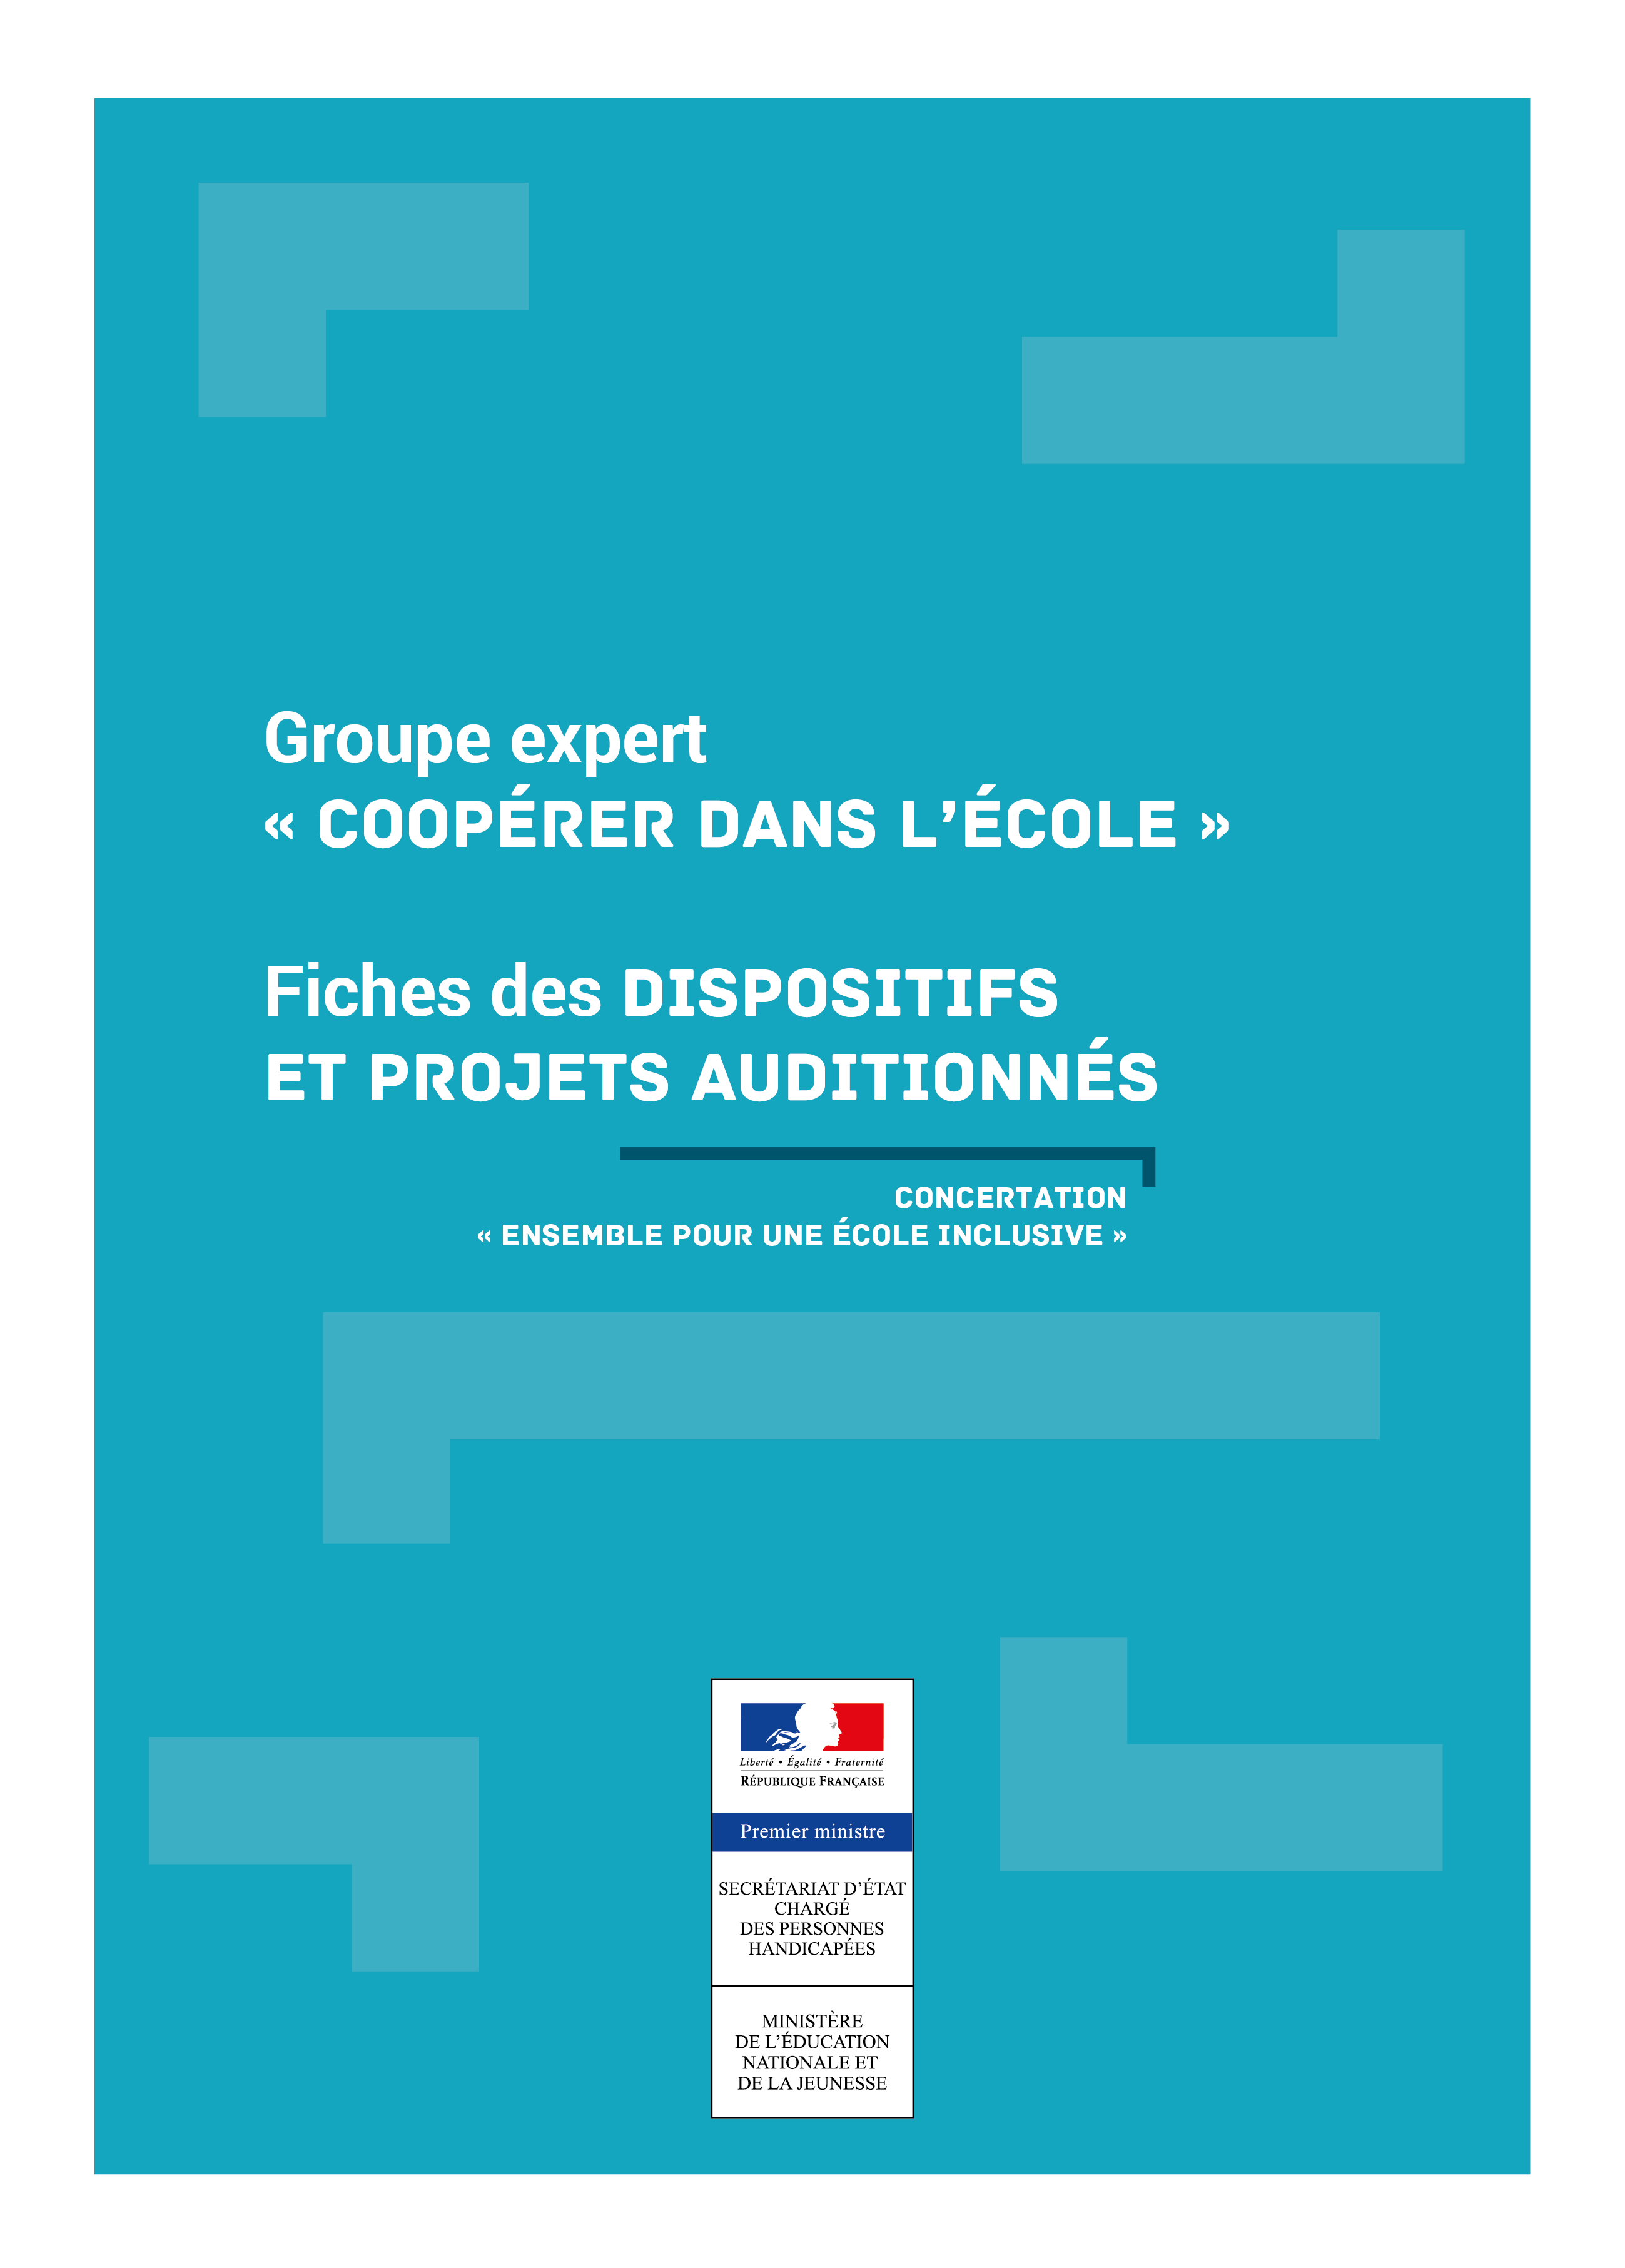 Groupe expert
« COOPÉRER DANS L’ÉCOLE »
Fiches des DISPOSITIFS
ET PROJETS AUDITIONNÉS
CONCERTATION
« ENSEMBLE POUR UNE ÉCOLE INCLUSIVE »
Liberté • Égalité • Fraternité
RÉPUBLIQUE FRANÇAISE
Premier ministre
SECRÉTARIAT D’ÉTAT
CHARGÉ
DES PERSONNES
HANDICAPÉES
MINISTÈRE
DE L’ÉDUCATION
NATIONALE ET
DE LA JEUNESSE